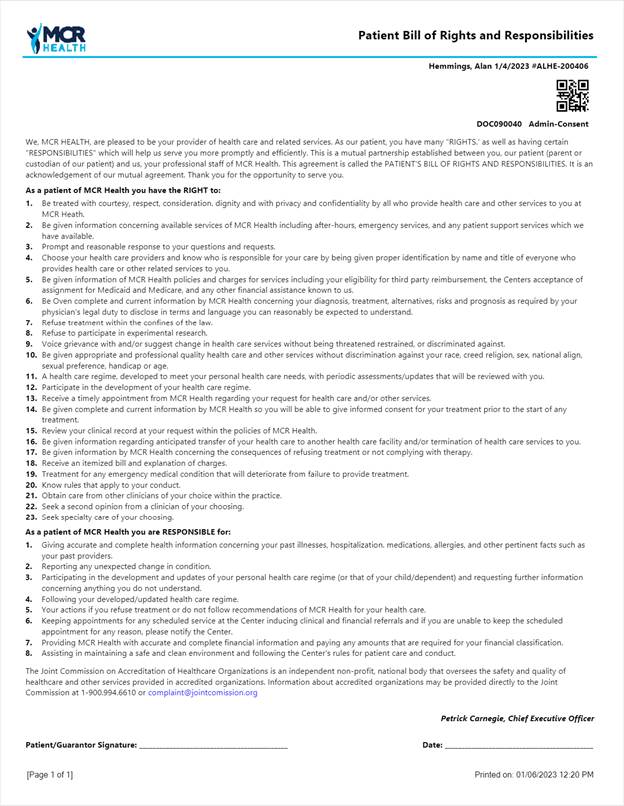 MCR
HEALTH
Patient Bill of Rights and Responsibilities
Hemmings, Alan 1/4/2023 #ALHE-200406
DOC090040 Admin-Consent
We, MCR HEALTH, are pleased to be your provider of health care and related services. As our patient, you have many "RIGHTS.' as well as having certain
"RESPONSIBILITIES" which will help us serve you more promptly and efficiently. This is a mutual partnership established between you, our patient (parent or
custodian of our patient) and us, your professional staff of MCR Health. This agreement is called the PATIENT'S BILL OF RIGHTS AND RESPONSIBILITIES. It is an
acknowledgement of our mutual agreement. Thank you for the opportunity to serve you.
As a patient of MCR Health you have the RIGHT to:
1. Be treated with courtesy, respect, consideration. dignity and with privacy and confidentiality by all who provide health care and other services to you at
MCR Heath.
2. Be given information concerning available services of MCR Health including after-hours, emergency services, and any patient support services which we
have available.
3. Prompt and reasonable response to your questions and requests.
4. Choose your health care providers and know who is responsible for your care by being given proper identification by name and title of everyone who
provides health care or other related services to you.
5. Be given information of MCR Health policies and charges for services including your eligibility for third party reimbursement, the Centers acceptance of
assignment for Medicaid and Medicare, and any other financial assistance known to us.
6. Be Oven complete and current information by MCR Health concerning your diagnosis, treatment, alternatives, risks and prognosis as required by your
physician's legal duty to disclose in terms and language you can reasonably be expected to understand.
7. Refuse treatment within the confines of the law.
8. Refuse to participate in experimental research.
9. Voice grievance with and/or suggest change in health care services without being threatened restrained, or discriminated against.
10. Be given appropriate and professional quality health care and other services without discrimination against your race, creed religion, sex, national align,
sexual preference, handicap or age.
11. A health care regime, developed to meet your personal health care needs, with periodic assessments/updates that will be reviewed with you.
12. Participate in the development of your health care regime.
13. Receive a timely appointment from MCR Health regarding your request for health care and/or other services.
14. Be given complete and current information by MCR Health so you will be able to give informed consent for your treatment prior to the start of any
treatment.
15. Review your clinical record at your request within the policies of MCR Health.
16. Be given information regarding anticipated transfer of your health care to another health care facility and/or termination of health care services to you.
17. Be given information by MCR Health concerning the consequences of refusing treatment or not complying with therapy.
18. Receive an itemized bill and explanation of charges.
19. Treatment for any emergency medical condition that will deteriorate from failure to provide treatment.
20. Know rules that apply to your conduct.
21. Obtain care from other clinicians of your choice within the practice.
22. Seek a second opinion from a clinician of your choosing.
23. Seek specialty care of your choosing.
As a patient of MCR Health you are RESPONSIBLE for:
1. Giving accurate and complete health information concerning your past illnesses, hospitalization. medications, allergies, and other pertinent facts such as
your past providers.
2. Reporting any unexpected change in condition.
3. Participating in the development and updates of your personal health care regime (or that of your child/dependent) and requesting further information
concerning anything you do not understand.
4. Following your developed/updated health care regime.
5. Your actions if you refuse treatment or do not follow recommendations of MCR Health for your health care.
6. Keeping appointments for any scheduled service at the Center inducing clinical and financial referrals and if you are unable to keep the scheduled
appointment for any reason, please notify the Center.
7. Providing MCR Health with accurate and complete financial information and paying any amounts that are required for your financial classification.
8. Assisting in maintaining a safe and clean environment and following the Center's rules for patient care and conduct.
The Joint Commission on Accreditation of Healthcare Organizations is an independent non-profit, national body that oversees the safety and quality of
healthcare and other services provided in accredited organizations. Information about accredited organizations may be provided directly to the Joint
Commission at 1-900.994.6610 or complaint@jointcomission.org
Petrick Carnegie, Chief Executive Officer
Patient/Guarantor Signature: ____________________ Date: ____________________
[Page 1 of 1] Printed on: 01/06/2023 12:20 PM